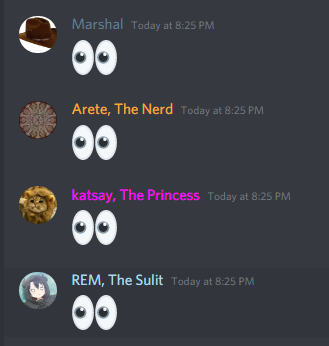 Marshal Today at 8:25 PM
Arete, The Nerd Today at 8:25 PM
katsay, The Princess Today at 8:25 PM
REM, The Sulit Today at 8:25 PM